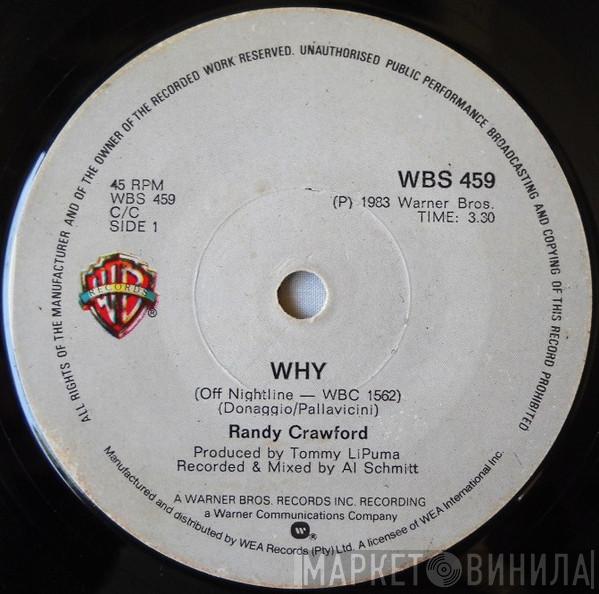 ALL RIGHTS OF THE MANUFACTURER AND OF THE OWNER OF THE RECORDED WORK RESERVED. UNAUTHORISED PUBLIC PERFORMANCE BROADCASTING AND COPYING OF THIS RECORD PROHIBITED
45 RPM
WBS 459
C/C
SIDE 1
WBS 459
(P) 1983 Warner Bros.
TIME: 3.30
WB
RECORDS
®
WHY
(Off Nightline — WBC 1562)
(Donaggio/Pallavicini)
Randy Crawford
Produced by Tommy LiPuma
Recorded & Mixed by Al Schmitt
A WARNER BROS. RECORDS INC. RECORDING
a Warner Communications Company
W ®
Manufactured and distributed by WEA Records (Pty) Ltd. A licensee of WEA International Inc.
МАРКЕТ ВИНИЛА